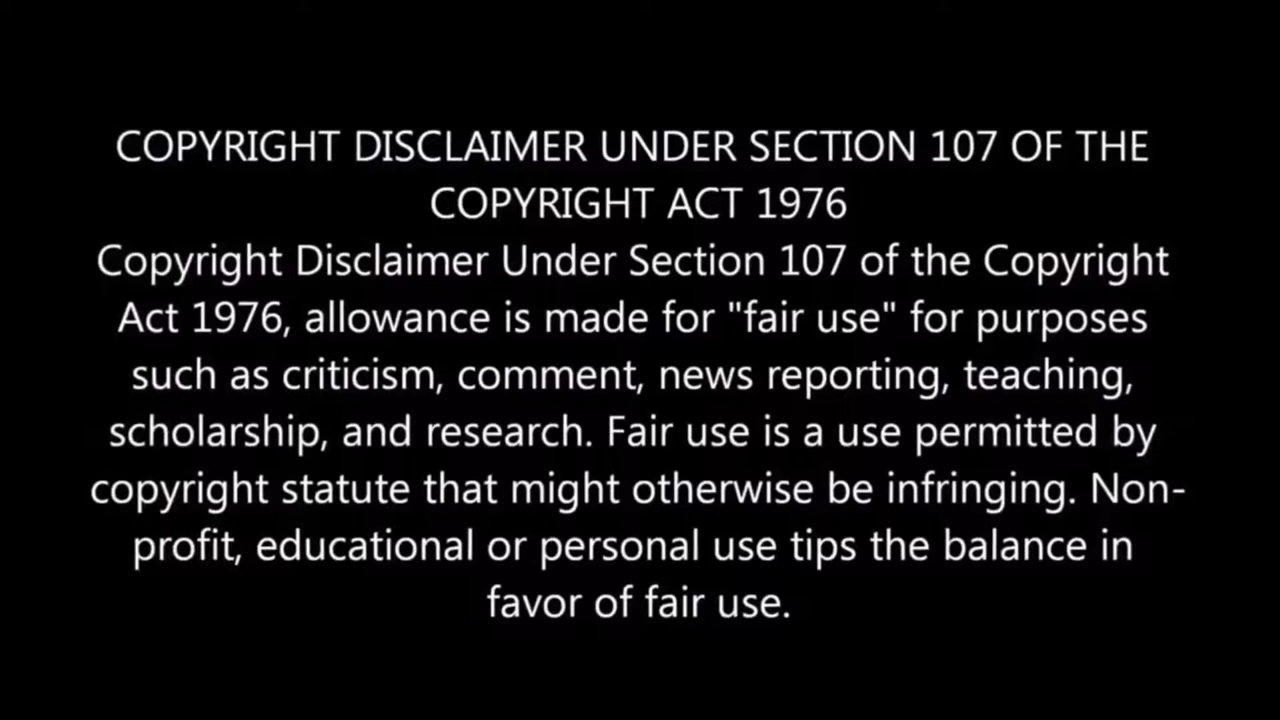 COPYRIGHT DISCLAIMER UNDER SECTION 107 OF THE
COPYRIGHT ACT 1976
Copyright Disclaimer Under Section 107 of the Copyright
Act 1976, allowance is made for "fair use" for purposes
such as criticism, comment, news reporting, teaching,
scholarship, and research. Fair use is a use permitted by
copyright statute that might otherwise be infringing. Non-
profit, educational or personal use tips the balance in
favor of fair use.